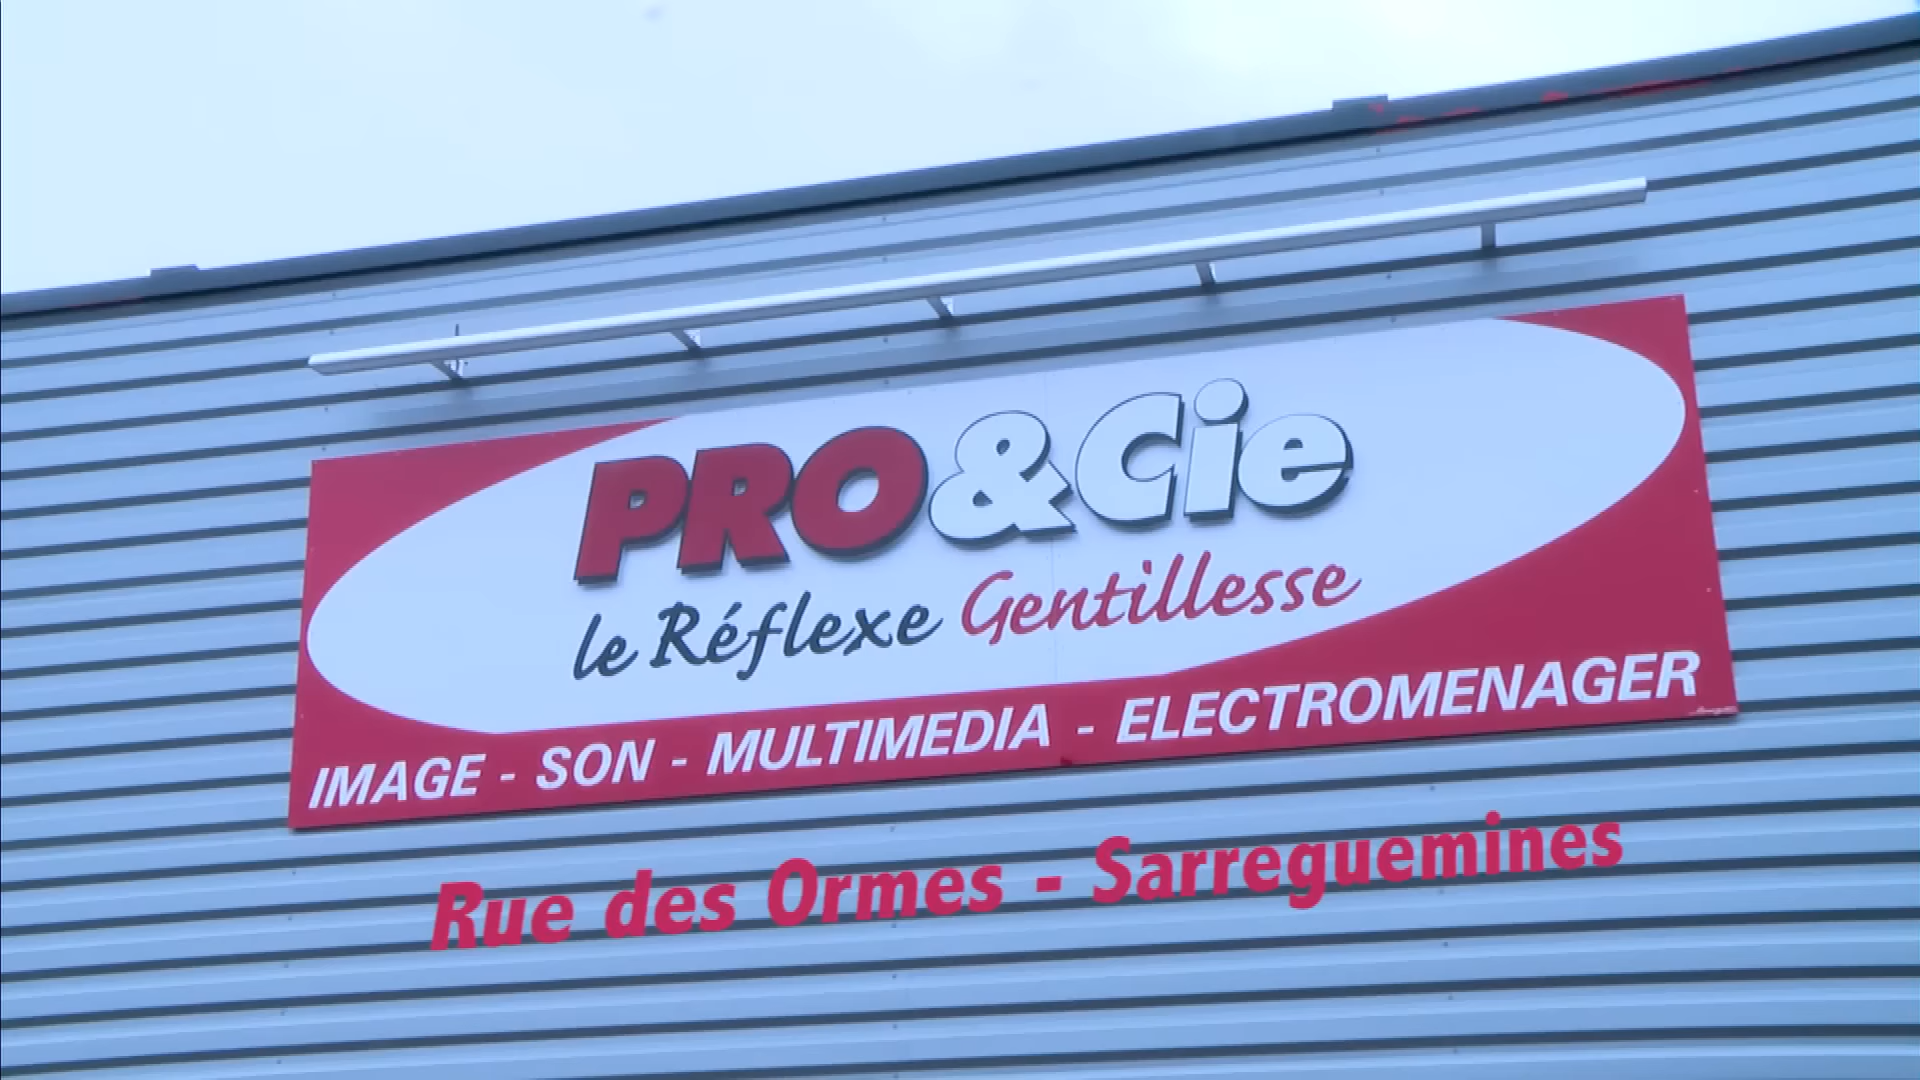 PRO&Cie
le Réflexe Gentillesse
IMAGE - SON - MULTIMEDIA - ELECTROMENAGER
Rue des Ormes - Sarreguemines